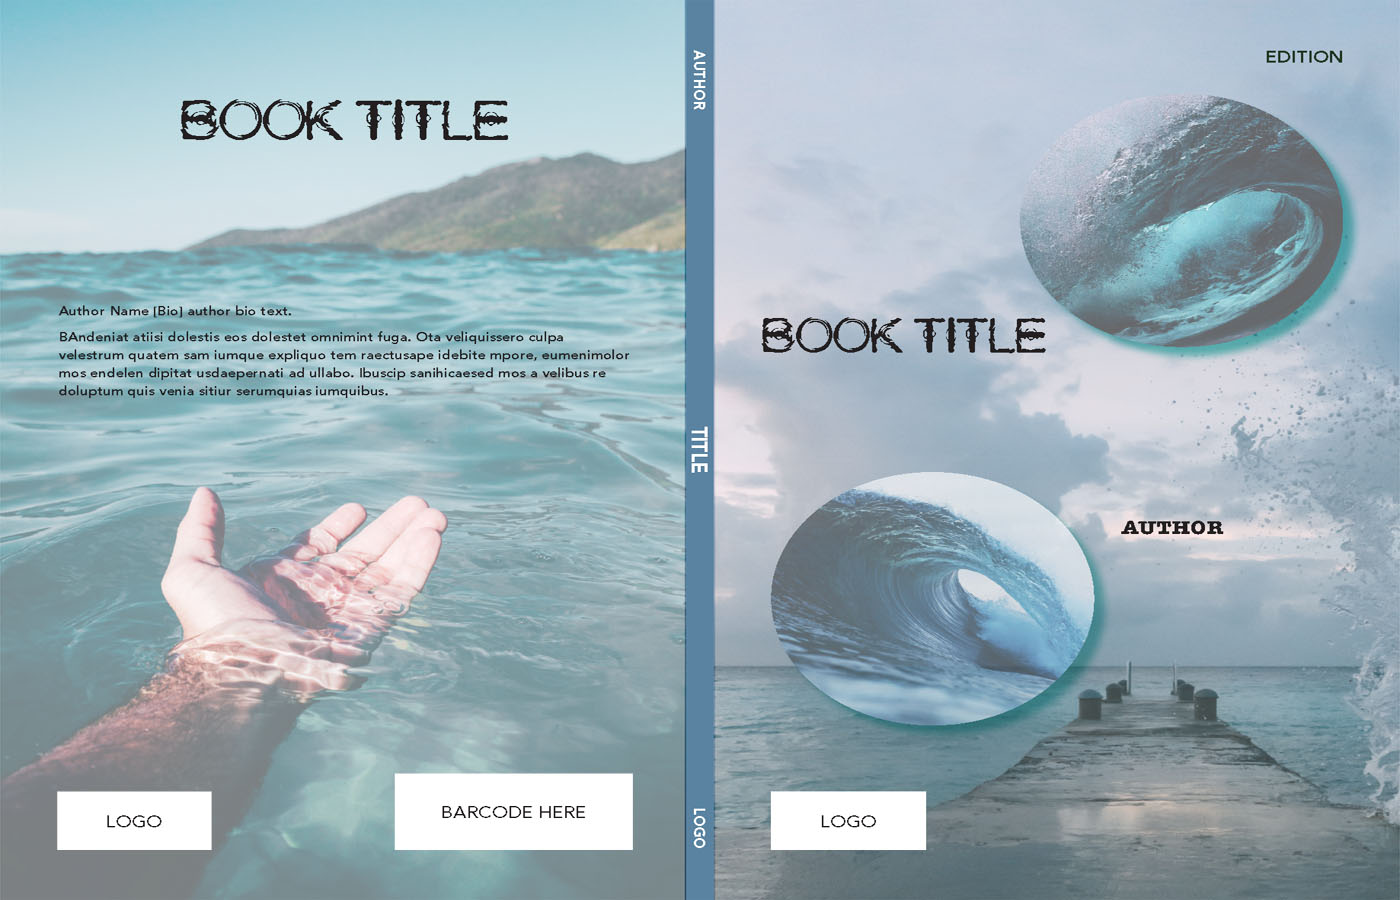 BOOK TITLE
Author Name [Bio] author bio text.
BAndeniat atiisi dolestis eos dolestet omnimint fuga. Ota veliquissero culpa
velestrum quatem sam iumque expliquo tem raectusape idebite mpore, eumenimolor
mos endelen dipitat usdaepernati ad ullabo. Ibuscip sanihicaesed mos a velibus re
doluptum quis venia sitiur serumquias iumquibus.
LOGO
BARCODE HERE
AUTHOR
TITLE
LOGO
EDITION
BOOK TITLE
AUTHOR
LOGO